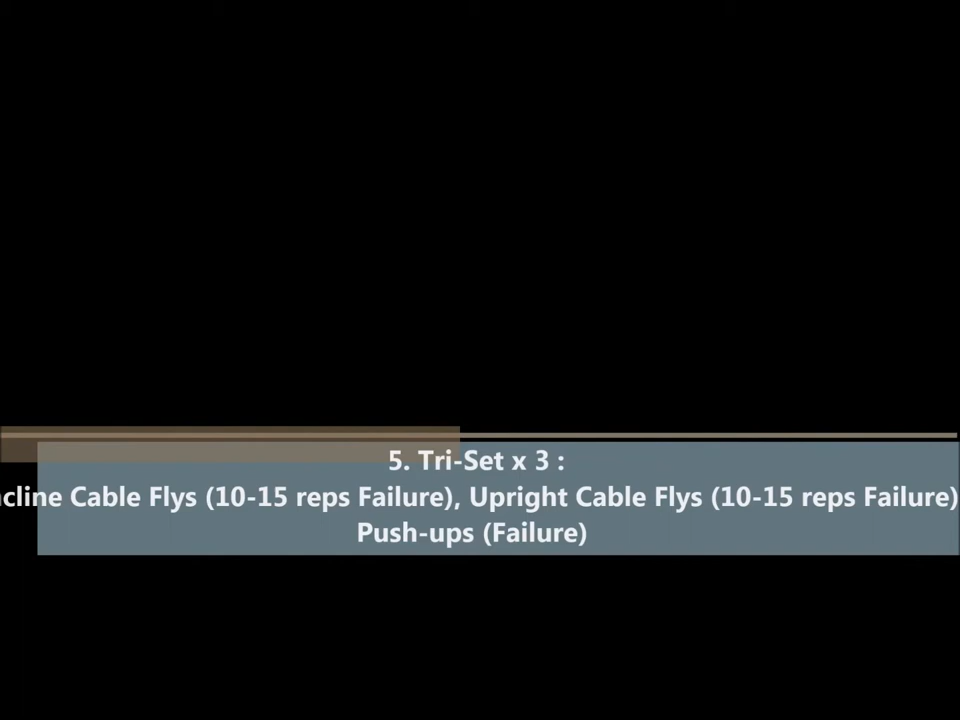 5. Tri-Set x 3 :
Cable Flys (10-15 reps Failure), Upright Cable Flys (10-15 reps Failure)
Push-ups (Failure)